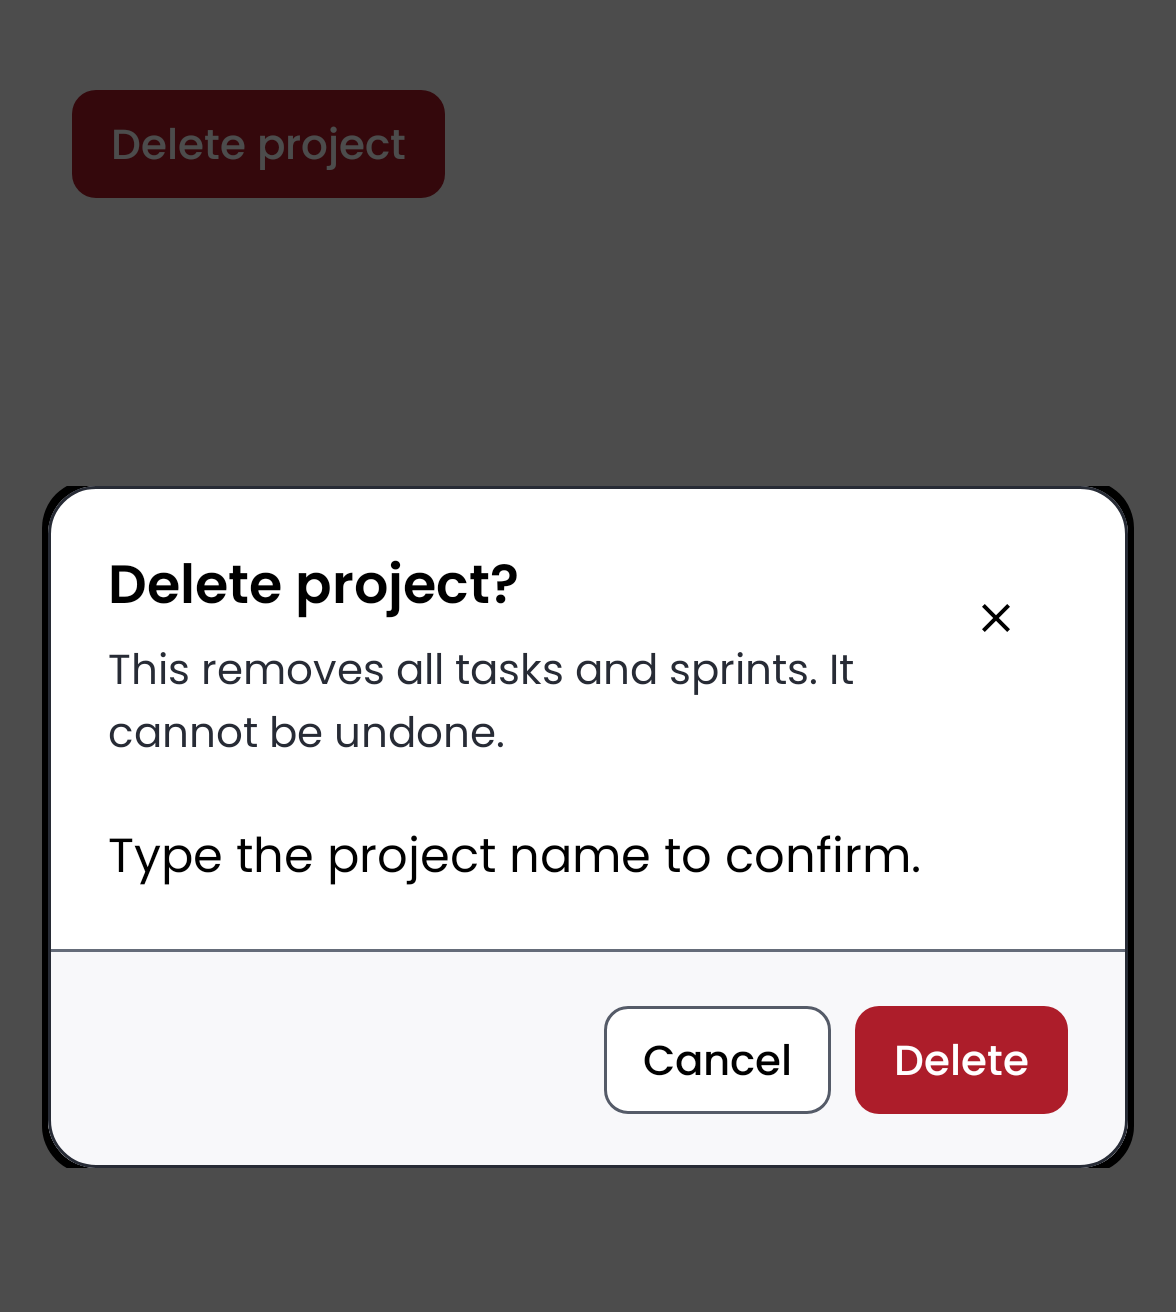 Delete project
Delete project?
This removes all tasks and sprints. It
cannot be undone.
Type the project name to confirm.
Cancel
Delete